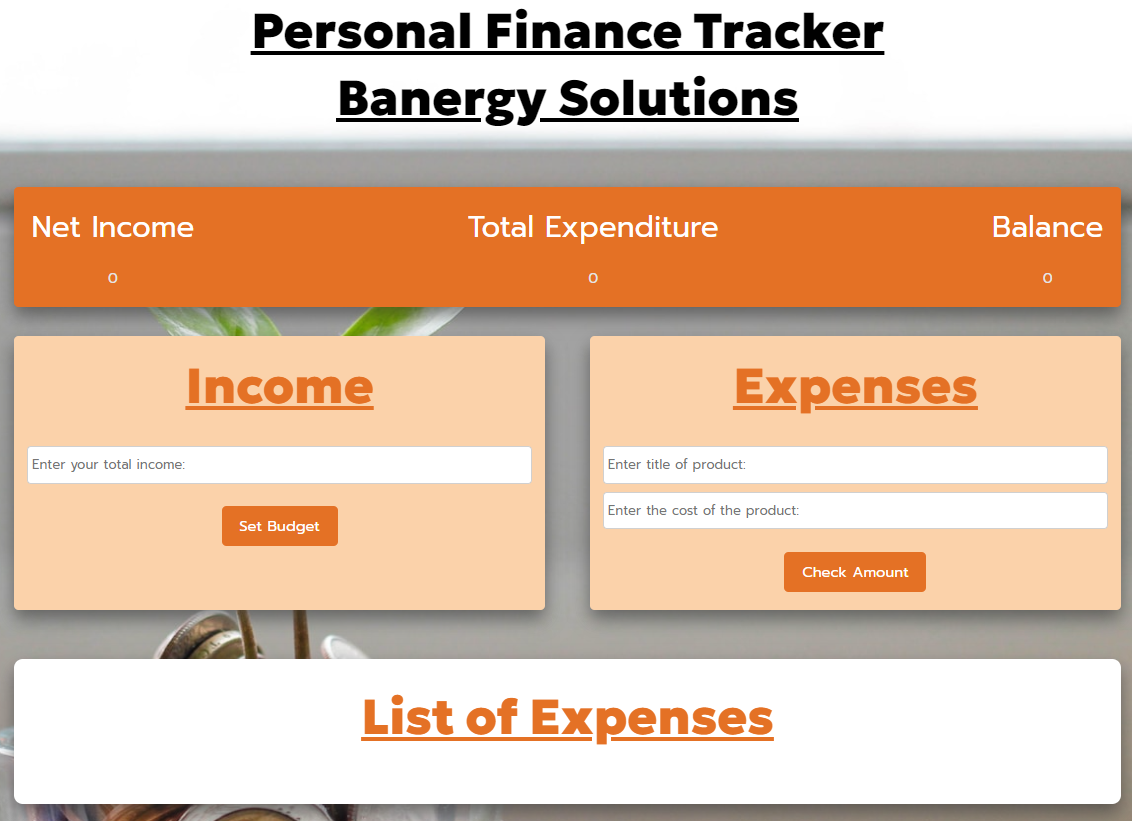 Personal Finance Tracker
Banergy Solutions
Net Income
Total Expenditure
Balance
0
0
0
Income
Enter your total income:
Set Budget
Expenses
Enter title of product:
Enter the cost of the product:
Check Amount
List of Expenses